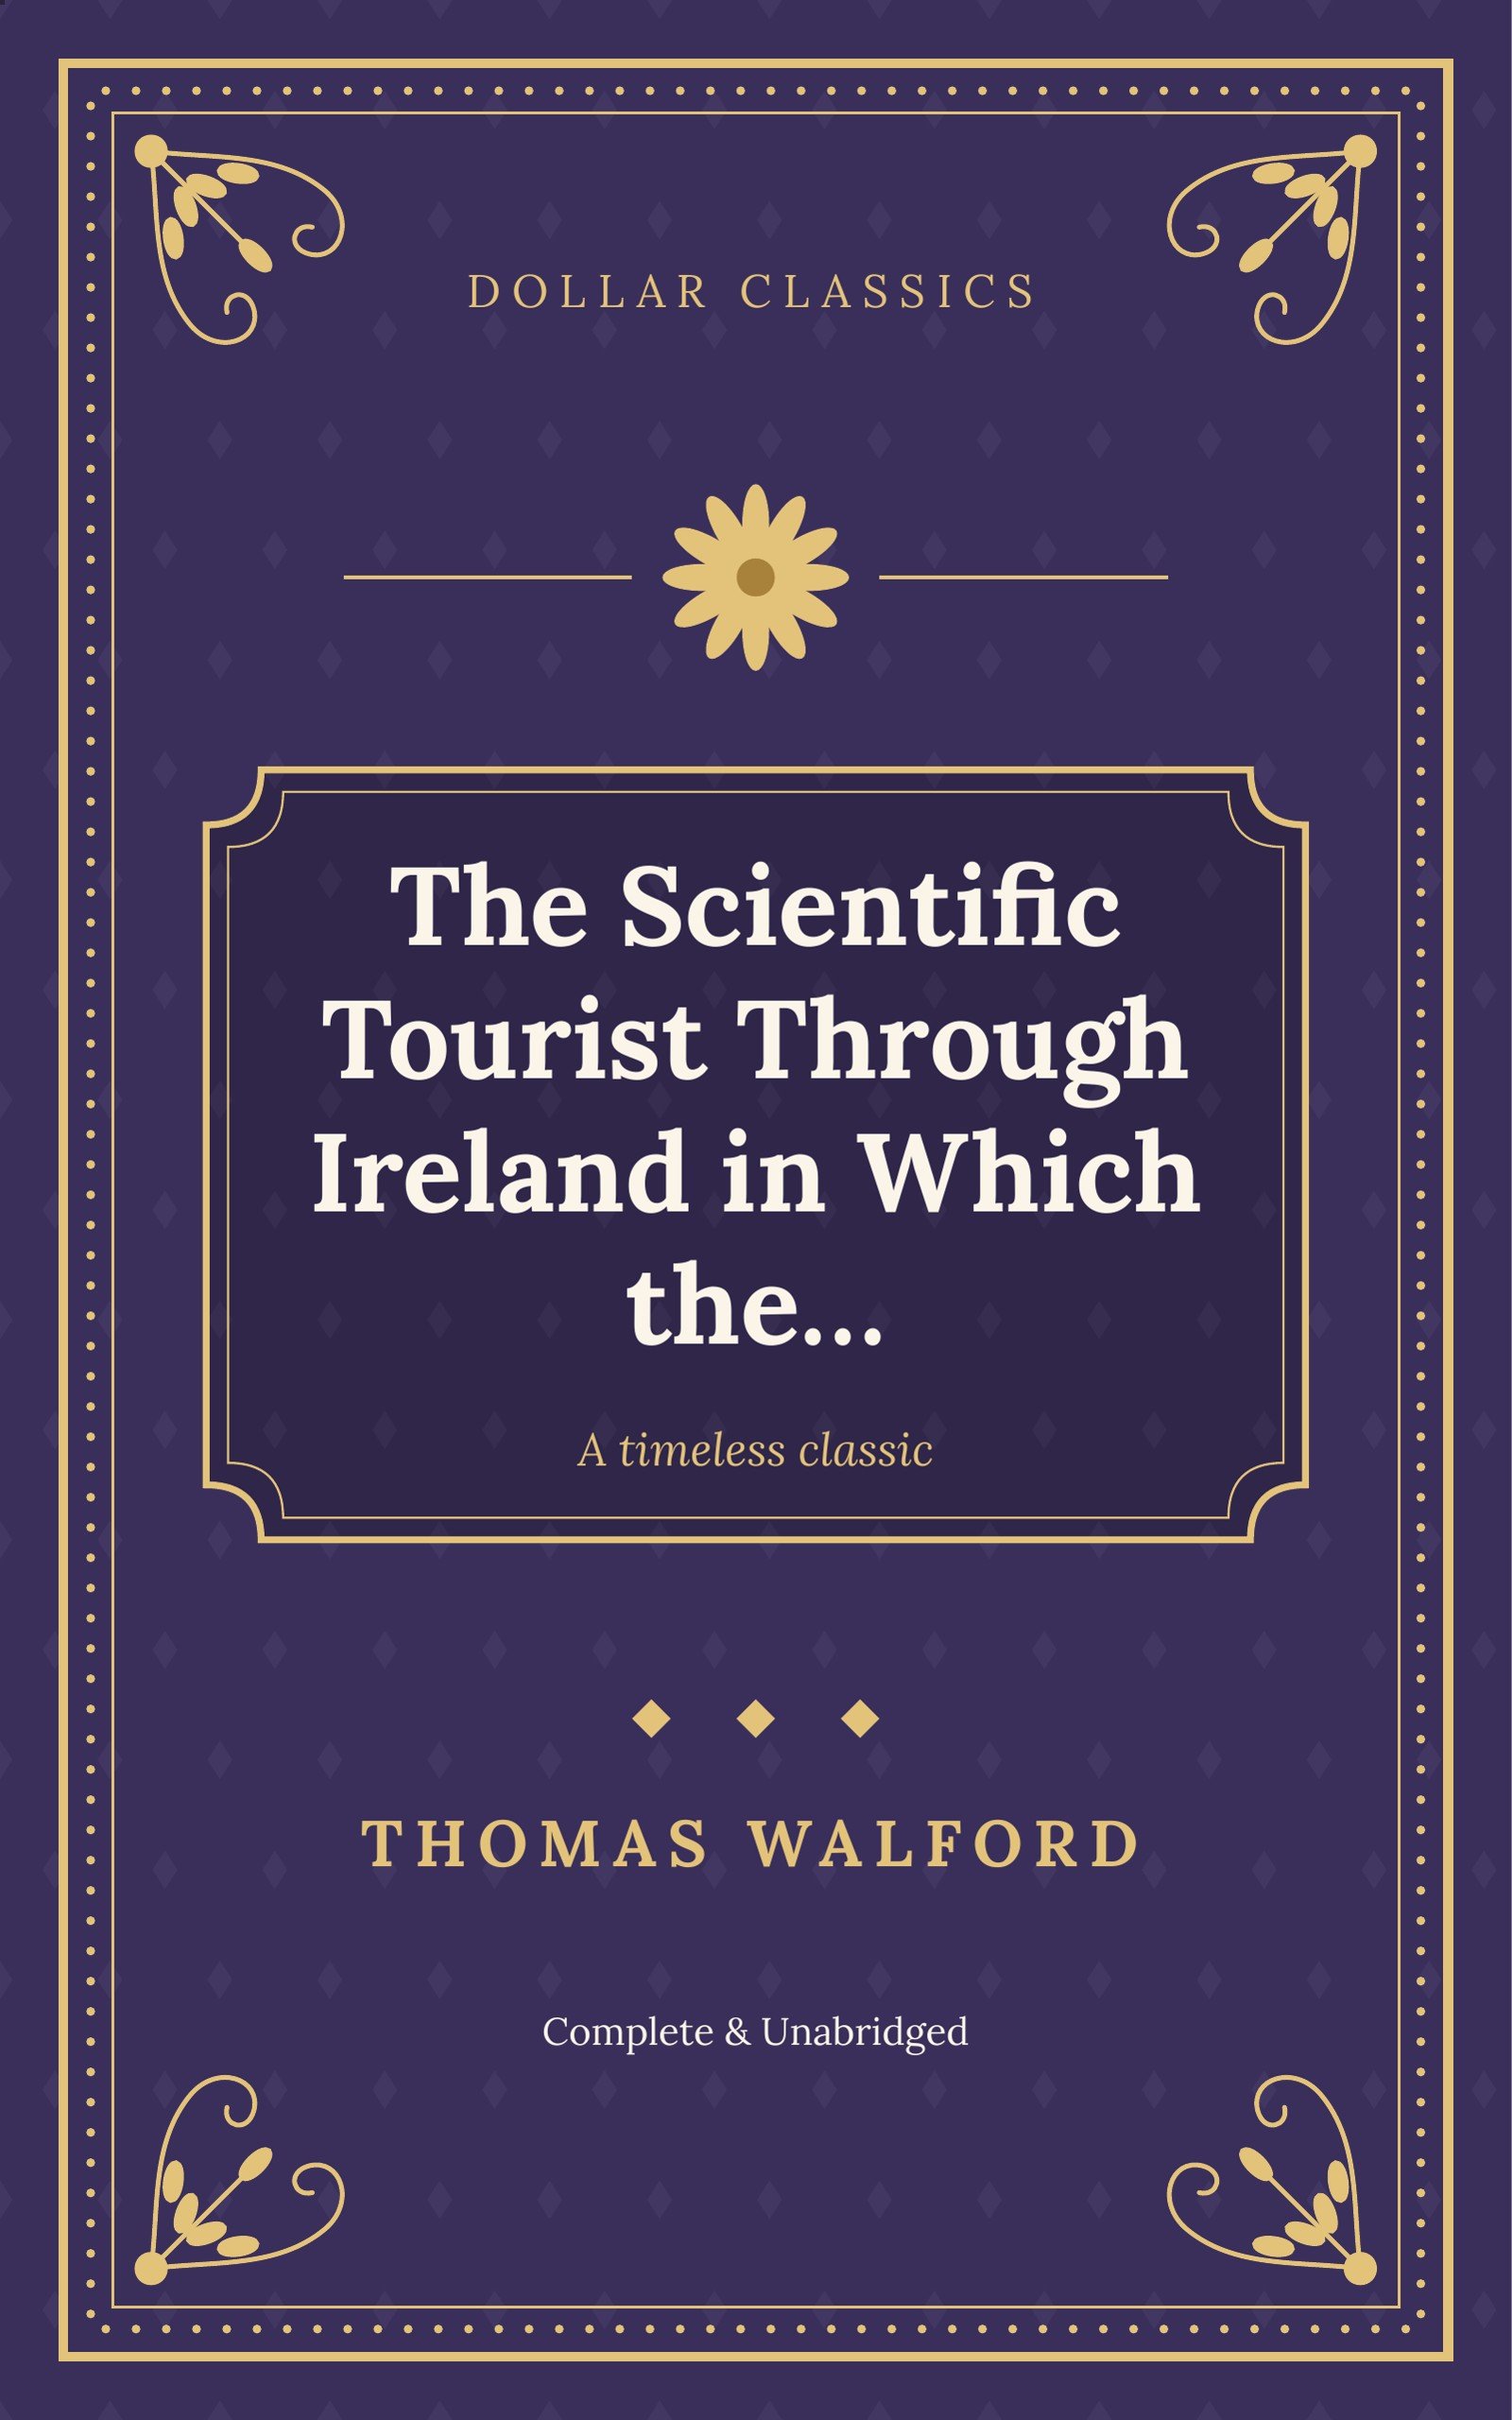 DOLLAR CLASSICS
The Scientific
Tourist Through
Ireland in Which
the...
A timeless classic
THOMAS WALFORD
Complete & Unabridged